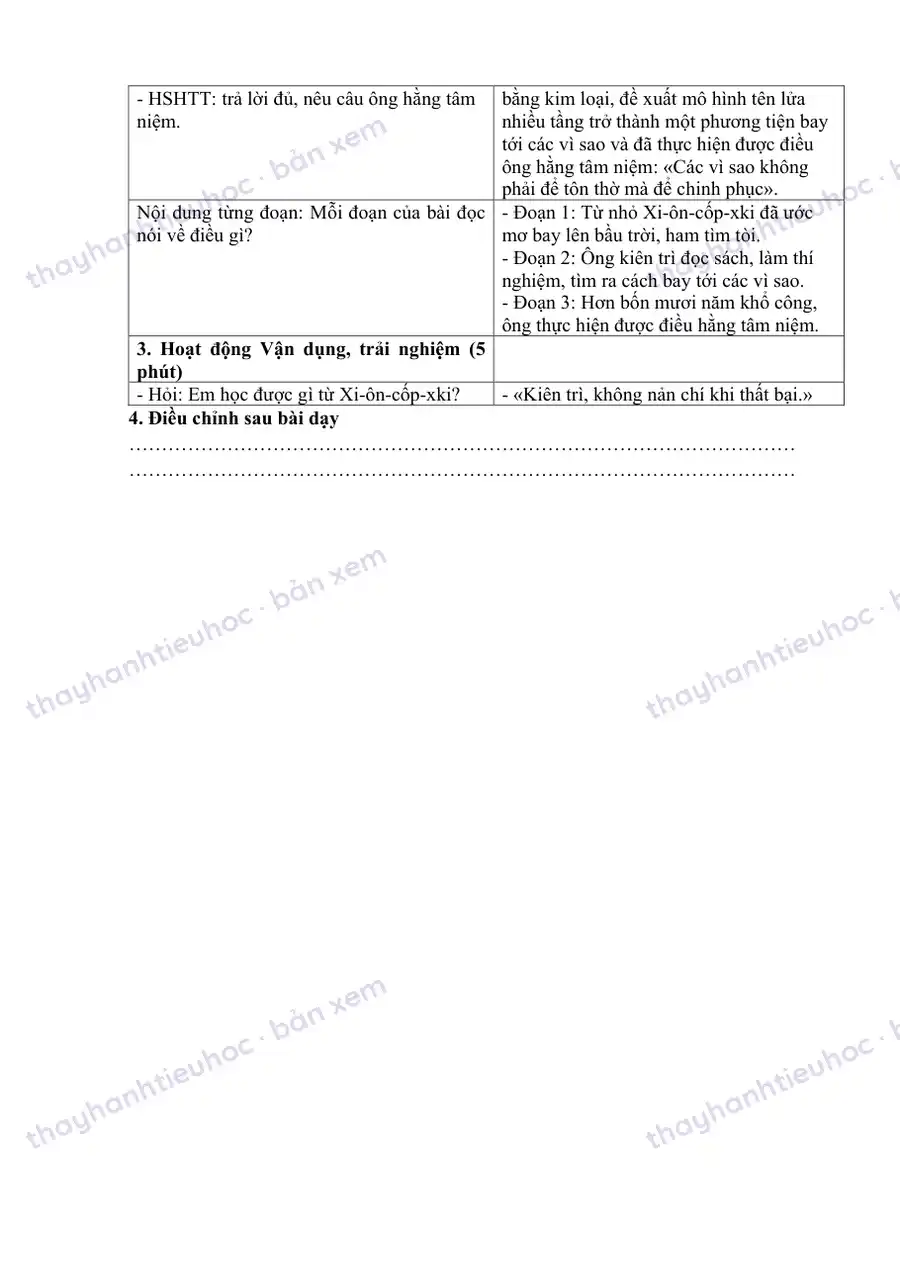 - HSHTT: trả lời đủ, nêu câu ông hằng tâm
niệm.
bằng kim loại, đề xuất mô hình tên lửa
nhiều tầng trở thành một phương tiện bay
tới các vì sao và đã thực hiện được điều
ông hằng tâm niệm: «Các vì sao không
phải để tôn thờ mà để chinh phục».
Nội dung từng đoạn: Mỗi đoạn của bài đọc
nói về điều gì?
- Đoạn 1: Từ nhỏ Xi-ôn-cốp-xki đã ước
mơ bay lên bầu trời, ham tìm tòi.
- Đoạn 2: Ông kiên trì đọc sách, làm thí
nghiệm, tìm ra cách bay tới các vì sao.
- Đoạn 3: Hơn bốn mươi năm khổ công,
ông thực hiện được điều hằng tâm niệm.
3. Hoạt động Vận dụng, trải nghiệm (5
phút)
- Hỏi: Em học được gì từ Xi-ôn-cốp-xki?
- «Kiên trì, không nản chí khi thất bại.»
4. Điều chỉnh sau bài dạy
……………………………………………………………………………………
……………………………………………………………………………………
thayhanhtieuhoc · bản xem
thayhanhtieuhoc · b
thayhanhtieuhoc · bản xem
thayhanhtieuhoc · b
thayhanhtieuhoc · bản xem
thayhanhtieuhoc · b